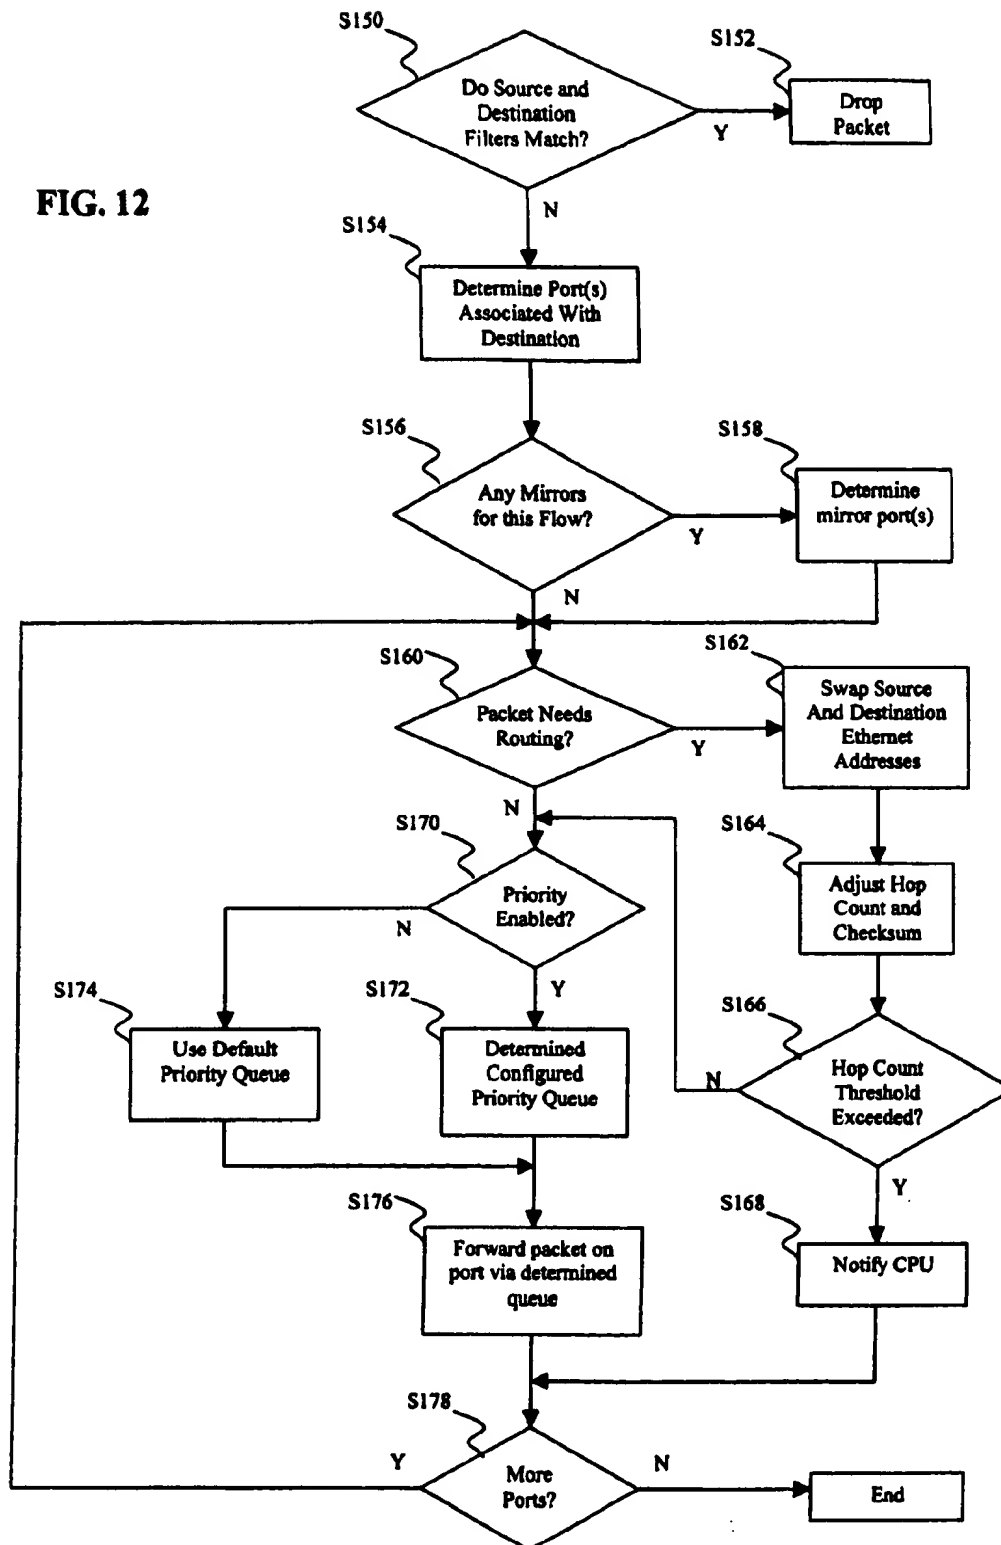 S150
S152
Do Source and
Destination
Filters Match?
Drop
Packet
Y
FIG. 12
N
S154
Determine Port(s)
Associated With
Destination
S156
S158
Any Mirrors
for this Flow?
Determine
mirror port(s)
Y
N
S160
S162
Packet Needs
Routing?
Swap Source
And Destination
Ethernet
Addresses
Y
N
S170
S164
Priority
Enabled?
Adjust Hop
Count and
Checksum
N
Y
S174
S172
S166
Use Default
Priority Queue
Determined
Configured
Priority Queue
Hop Count
Threshold
Exceeded?
N
Y
S176
S168
Forward packet on
port via determined
queue
Notify CPU
S178
More
Ports?
Y
N
End